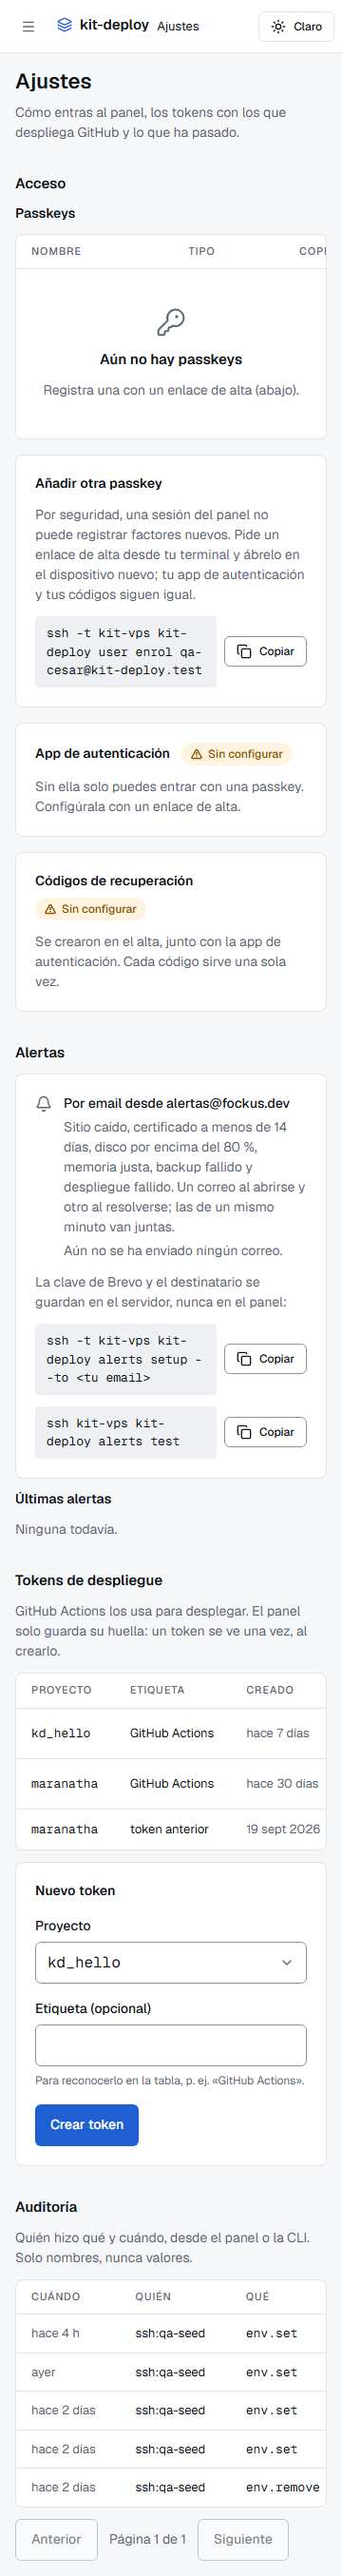 kit-deploy Ajustes Claro
Ajustes
Cómo entras al panel, los tokens con los que
despliega GitHub y lo que ha pasado.
Acceso
Passkeys
NOMBRE TIPO
Aún no hay passkeys
Registra una con un enlace de alta (abajo).
Añadir otra passkey
Por seguridad, una sesión del panel no
puede registrar factores nuevos. Pide un
enlace de alta desde tu terminal y ábrelo en
el dispositivo nuevo; tu app de autenticación
y tus códigos siguen igual.
ssh -t kit-vps kit-
deploy user enrol qa-
cesar@kit-deploy.test
Copiar
App de autenticación Sin configurar
Sin ella solo puedes entrar con una passkey.
Configúrala con un enlace de alta.
Códigos de recuperación
Sin configurar
Se crearon en el alta, junto con la app de
autenticación. Cada código sirve una sola
vez.
Alertas
Por email desde alertas@fockus.dev
Sitio caído, certificado a menos de 14
días, disco por encima del 80 %,
memoria justa, backup fallido y
despliegue fallido. Un correo al abrirse y
otro al resolverse; las de un mismo
minuto van juntas.
Aún no se ha enviado ningún correo.
La clave de Brevo y el destinatario se
guardan en el servidor, nunca en el panel:
ssh -t kit-vps kit-
deploy alerts setup -
-to <tu email>
Copiar
ssh kit-vps kit-
deploy alerts test
Copiar
Últimas alertas
Ninguna todavía.
Tokens de despliegue
GitHub Actions los usa para desplegar. El panel
solo guarda su huella: un token se ve una vez, al
crearlo.
PROYECTO ETIQUETA CREADO
kd_hello GitHub Actions hace 7 días
maranatha GitHub Actions hace 30 días
maranatha token anterior 19 sept 2026
Nuevo token
Proyecto
kd_hello
Etiqueta (opcional)
Para reconocerlo en la tabla, p. ej. «GitHub Actions».
Crear token
Auditoría
Quién hizo qué y cuándo, desde el panel o la CLI.
Solo nombres, nunca valores.
CUÁNDO QUIÉN QUÉ
hace 4 h ssh:qa-seed env.set
ayer ssh:qa-seed env.set
hace 2 días ssh:qa-seed env.set
hace 2 días ssh:qa-seed env.set
hace 2 días ssh:qa-seed env.remove
Anterior Página 1 de 1 Siguiente